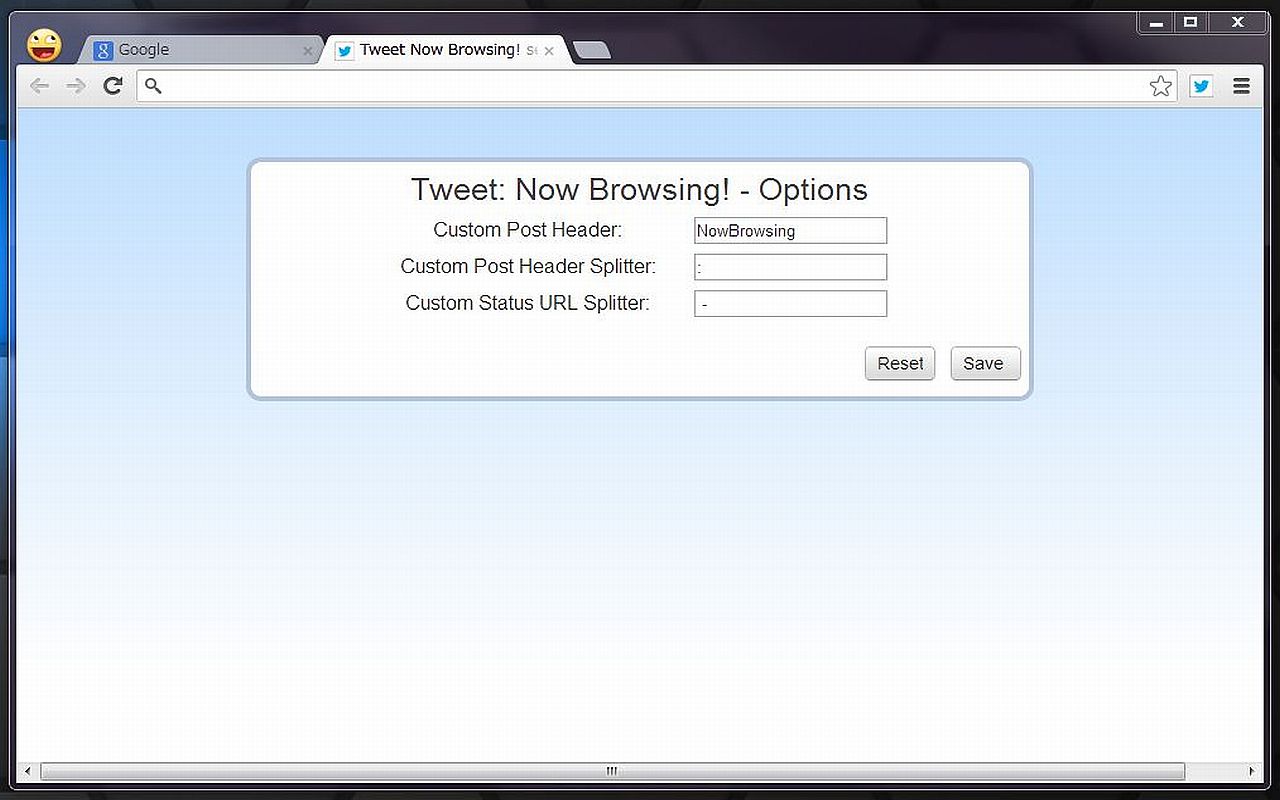 Google
Tweet Now Browsing!
Tweet: Now Browsing! - Options
Custom Post Header: NowBrowsing
Custom Post Header Splitter: :
Custom Status URL Splitter: -
Reset Save